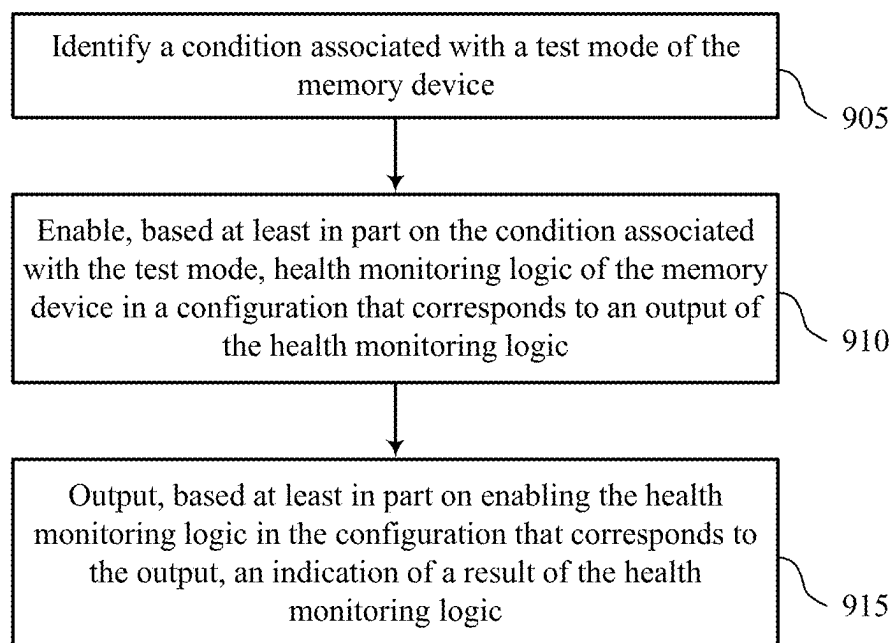 Identify a condition associated with a test mode of the
memory device
905
Enable, based at least in part on the condition associated
with the test mode, health monitoring logic of the memory
device in a configuration that corresponds to an output of
the health monitoring logic
910
Output, based at least in part on enabling the health
monitoring logic in the configuration that corresponds to
the output, an indication of a result of the health
monitoring logic
915